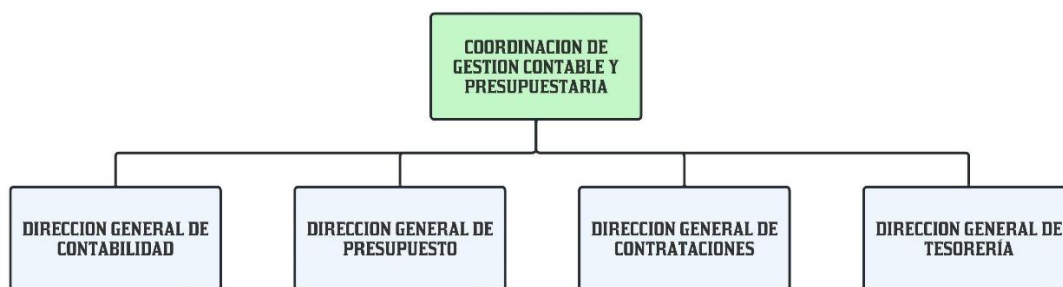 COORDINACION DE
GESTION CONTABLE Y
PRESUPUESTARIA
DIRECCION GENERAL DE
CONTABILIDAD
DIRECCION GENERAL DE
PRESUPUESTO
DIRECCION GENERAL DE
CONTRATACIONES
DIRECCION GENERAL DE
TESORERÍA